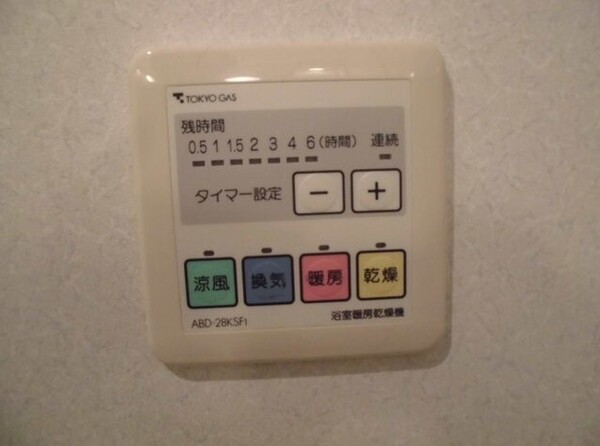 TOKYO GAS
残時間
0.5 1 1.5 2 3 4 6 (時間) 連続
タイマー設定 − +
涼風 換気 暖房 乾燥
ABD-28KSF1 浴室暖房乾燥機